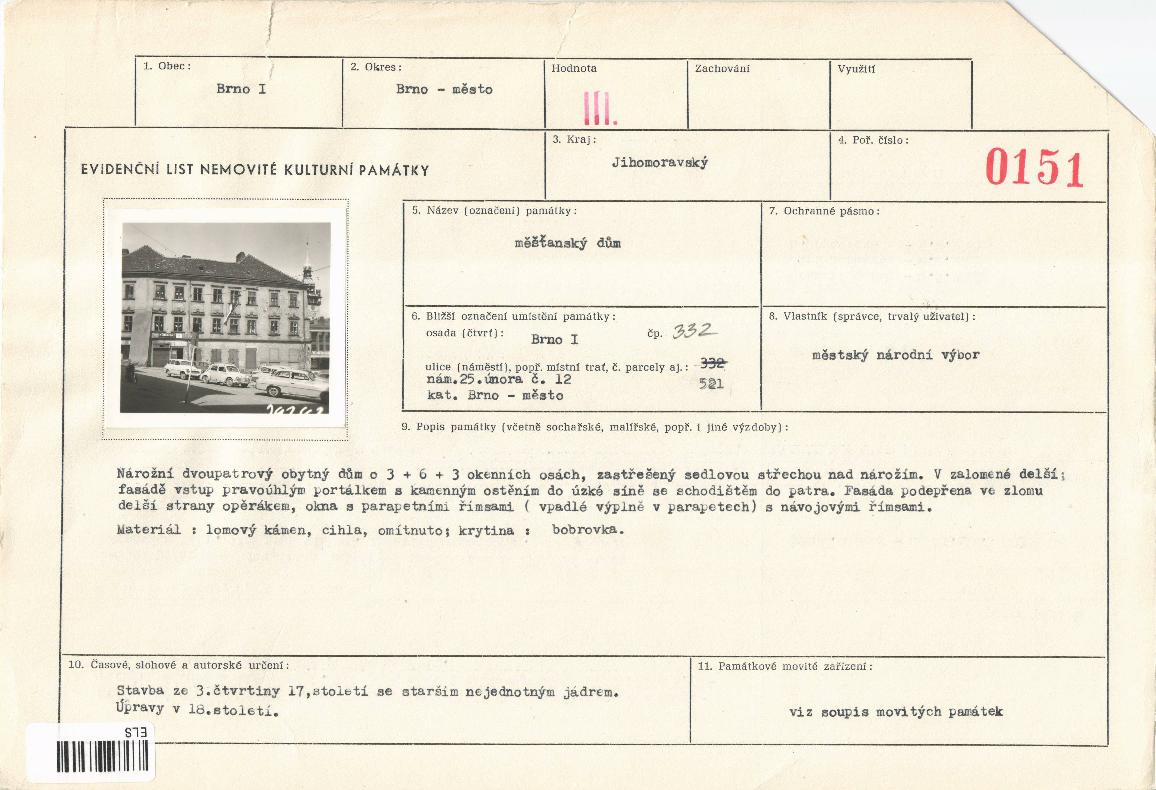 1. Obec:
Brno I
2. Okres:
Brno - město
Hodnota
III.
Zachování
Využití
EVIDENČNÍ LIST NEMOVITÉ KULTURNÍ PAMÁTKY
3. Kraj:
Jihomoravský
4. Poř. číslo:
0151
5. Název (označení) památky:
měšťanský dům
7. Ochranné pásmo:
6. Bližší označení umístění památky:
osada (čtvrť):
Brno I
čp. 332
ulice (náměstí), popř. místní trať, č. parcely aj.: 332
nám.25.února č. 12
521
kat. Brno - město
8. Vlastník (správce, trvalý uživatel):
městský národní výbor
9. Popis památky (včetně sochařské, malířské, popř. i jiné výzdoby):
Nárožní dvoupatrový obytný dům o 3 + 6 + 3 okenních osách, zastřešený sedlovou střechou nad nárožím. V zalomené delší
fasádě vstup pravoúhlým portálkem s kamenným ostěním do úzké síně se schodištěm do patra. Fasáda podepřena ve zlomu
delší strany opěrákem, okna s parapetními římsami ( vpadlé výplně v parapetech) s návojovými římsami.
Materiál : lomový kámen, cihla, omítnuto; krytina : bobrovka.
10. Časové, slohové a autorské určení:
Stavba ze 3.čtvrtiny 17,století se starším nejednotným jádrem.
Úpravy v 18.století.
11. Památkové movité zařízení:
viz soupis movitých památek
ELS